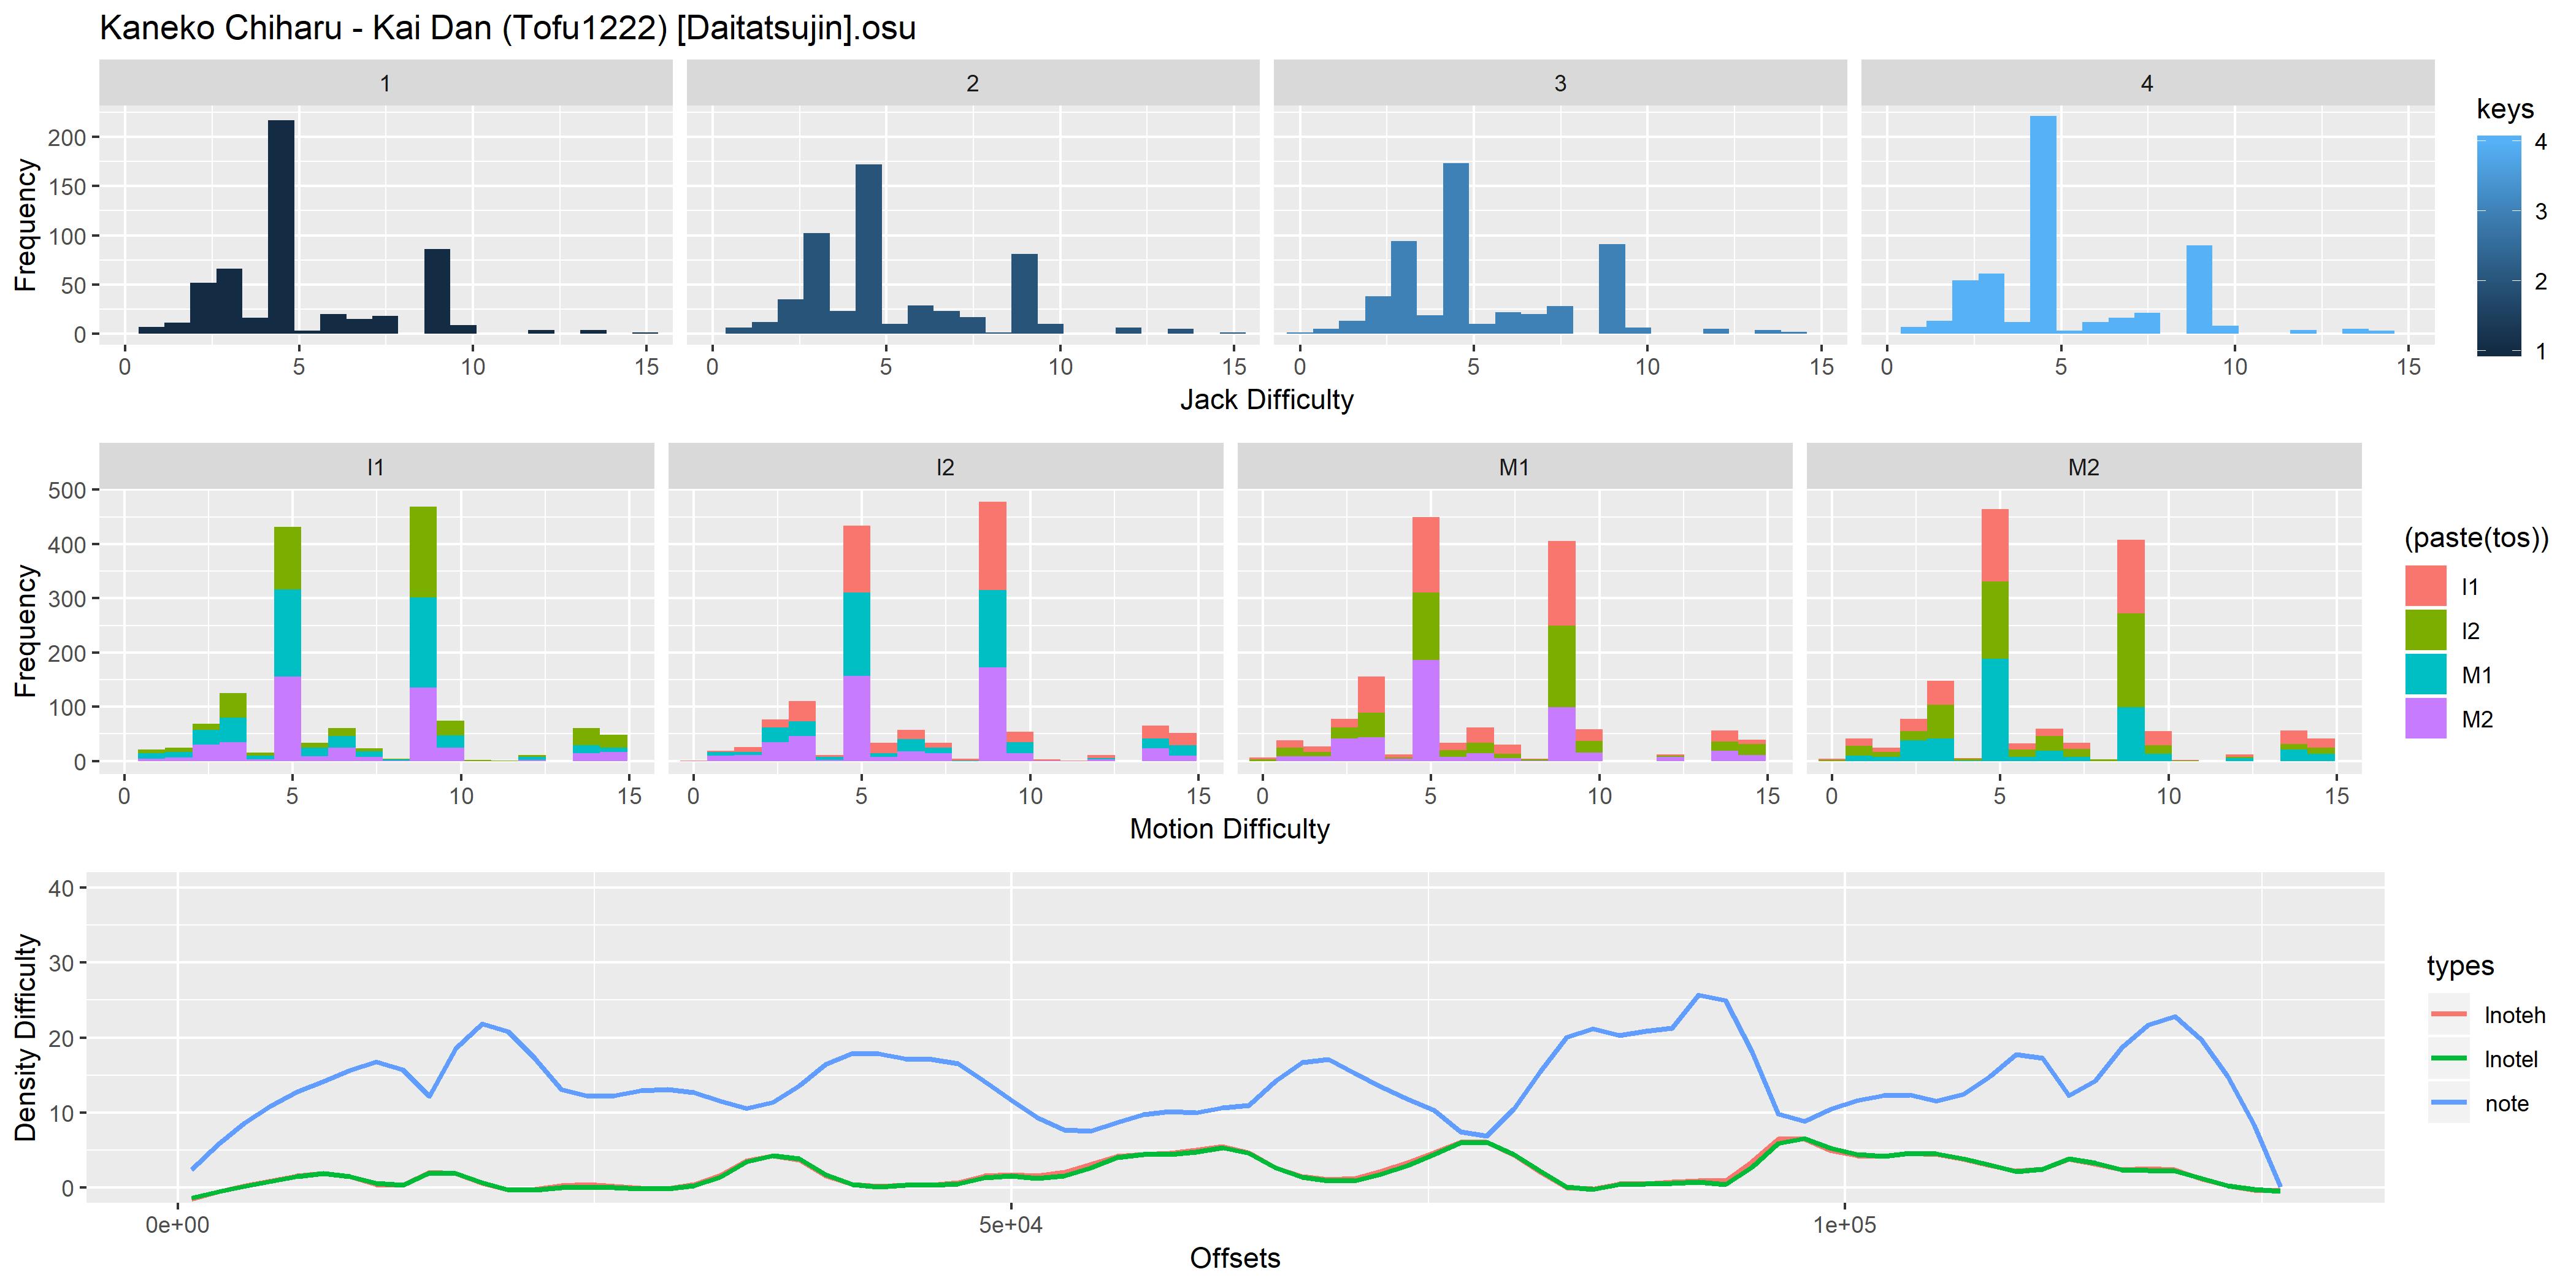 Kaneko Chiharu - Kai Dan (Tofu1222) [Daitatsujin].osu
1 2 3 4
Frequency
200
150
100
50
0
0 5 10 15 0 5 10 15 0 5 10 15 0 5 10 15
Jack Difficulty
keys
4
3
2
1
I1 I2 M1 M2
Frequency
500
400
300
200
100
0
0 5 10 15 0 5 10 15 0 5 10 15 0 5 10 15
Motion Difficulty
(paste(tos))
I1
I2
M1
M2
Density Difficulty
40
30
20
10
0
0e+00 5e+04 1e+05
Offsets
types
lnoteh
lnotel
note